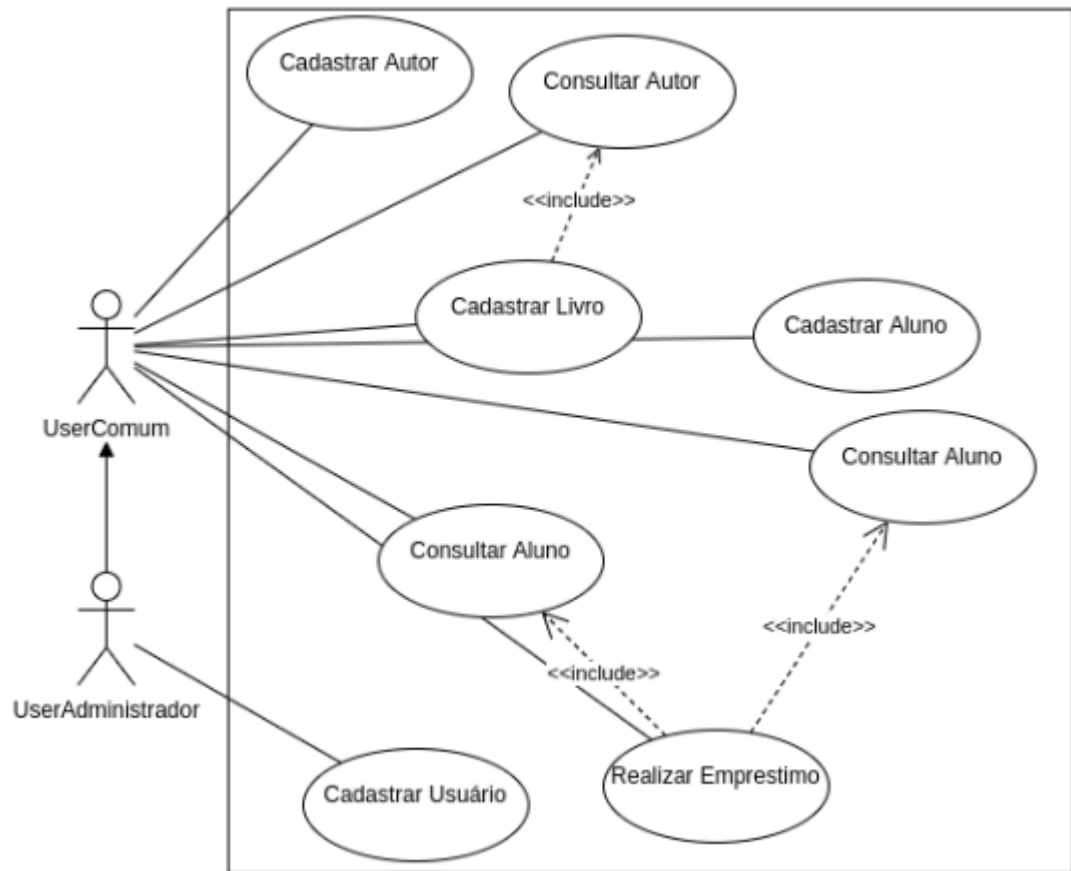 Cadastrar Autor
Consultar Autor
<<include>>
Cadastrar Livro
Cadastrar Aluno
UserComum
Consultar Aluno
Consultar Aluno
<<include>>
<<include>>
UserAdministrador
Cadastrar Usuário
Realizar Emprestimo